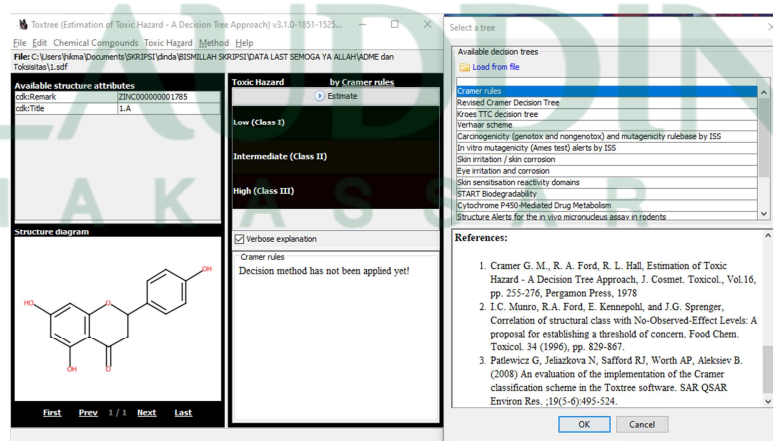 Toxtree (Estimation of Toxic Hazard - A Decision Tree Approach) v3.1.0-1851-1525...
File Edit Chemical Compounds Toxic Hazard Method Help
File: C:\Users\hikma\Documents\SKRIPSI\dinda\BISMILLAH SKRIPSI\DATA LAST SEMOGA YA ALLAH\ADME dan
Toksisitas\1.sdf
Available structure attributes
cdk:Remark ZINC000000001785
cdk:Title 1.A
Structure diagram
OH
HO
O
OH
O
First Prev 1 / 1 Next Last
Toxic Hazard by Cramer rules
Estimate
Low (Class I)
Intermediate (Class II)
High (Class III)
Verbose explanation
Cramer rules
Decision method has not been applied yet!
Select a tree
Available decision trees
Load from file
Cramer rules
Revised Cramer Decision Tree
Kroes TTC decision tree
Verhaar scheme
Carcinogenicity (genotox and nongenotox) and mutagenicity rulebase by ISS
In vitro mutagenicity (Ames test) alerts by ISS
Skin irritation / skin corrosion
Eye irritation and corrosion
Skin sensitisation reactivity domains
START Biodegradability
Cytochrome P450-Mediated Drug Metabolism
Structure Alerts for the in vivo micronucleus assay in rodents
References:
1. Cramer G. M., R. A. Ford, R. L. Hall, Estimation of Toxic
Hazard - A Decision Tree Approach, J. Cosmet. Toxicol., Vol.16,
pp. 255-276, Pergamon Press, 1978
2. I.C. Munro, R.A. Ford, E. Kennepohl, and J.G. Sprenger,
Correlation of structural class with No-Observed-Effect Levels: A
proposal for establishing a threshold of concern. Food Chem.
Toxicol. 34 (1996), pp. 829-867.
3. Patlewicz G, Jeliazkova N, Safford RJ, Worth AP, Aleksiev B.
(2008) An evaluation of the implementation of the Cramer
classification scheme in the Toxtree software. SAR QSAR
Environ Res. ;19(5-6):495-524.
OK Cancel
LAUDDIN
AKASSAR